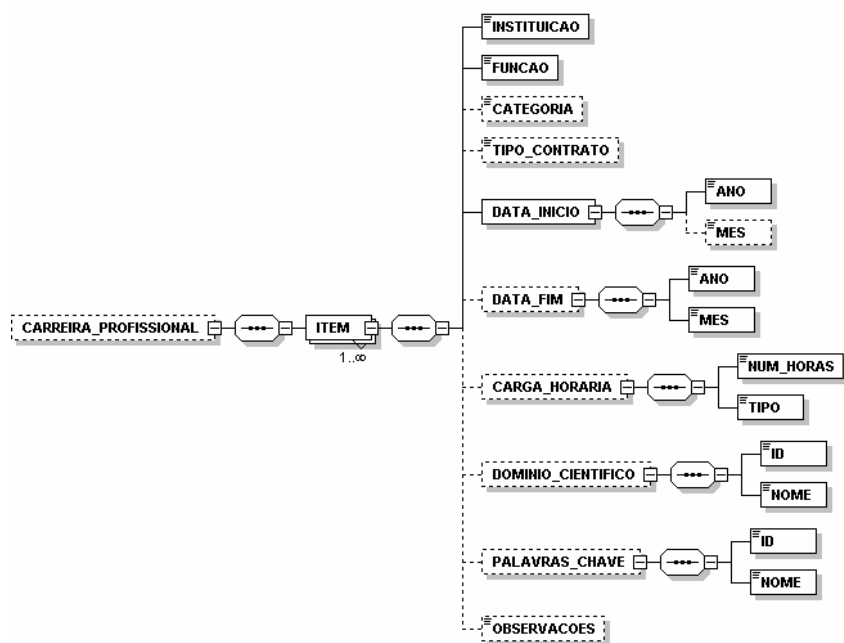 INSTITUICAO
FUNCAO
CATEGORIA
TIPO_CONTRATO
DATA_INICIO
ANO
MES
DATA_FIM
ANO
MES
CARREIRA_PROFISSIONAL
ITEM
1..∞
CARGA_HORARIA
NUM_HORAS
TIPO
DOMINIO_CIENTIFICO
ID
NOME
PALAVRAS_CHAVE
ID
NOME
OBSERVACOES